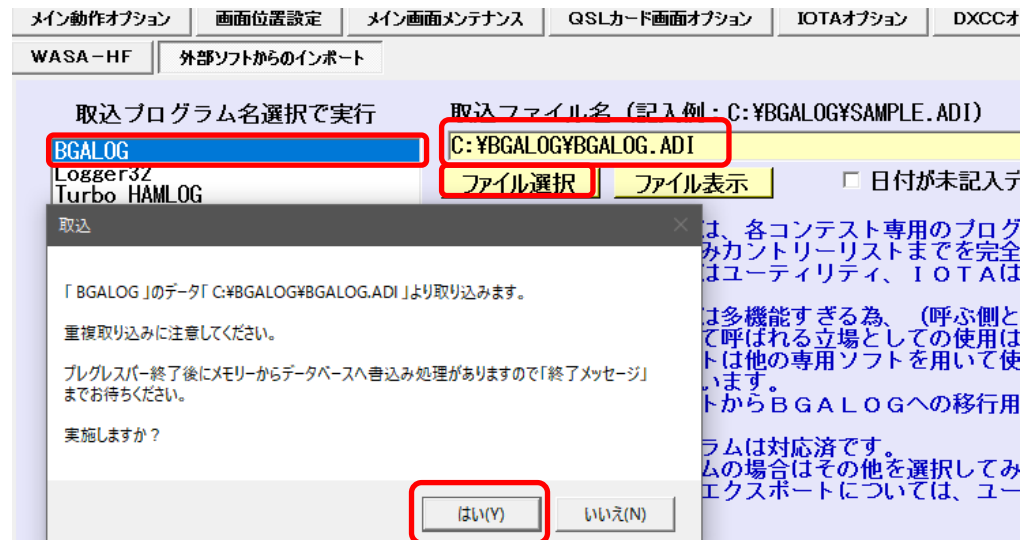 メイン動作オプション 画面位置設定 メイン画面メンテナンス QSLカード画面オプション IOTAオプション DXCCオ
WASA-HF 外部ソフトからのインポート
取込プログラム名選択で実行 取込ファイル名 (記入例:C:¥BGALOG¥SAMPLE.ADI)
BGALOG C:¥BGALOG¥BGALOG.ADI
Logger32
ファイル選択 ファイル表示 日付が未記入デ
Turbo HAMLOG
取込
は、各コンテスト専用のプログ
みカントリーリストまでを完全
はユーティリティ、IOTAは
「 BGALOG 」のデータ「 C:¥BGALOG¥BGALOG.ADI 」より取り込みます。
は多機能すぎる為、 (呼ぶ側と
重複取り込みに注意してください。
て呼ばれる立場としての使用は
トは他の専用ソフトを用いて使
プレグレスバー終了後にメモリーからデータベースへ書込み処理がありますので「終了メッセージ」
います。
までお待ちください。
トからBGALOGへの移行用
実施しますか?
ラムは対応済です。
ムの場合はその他を選択してみ
エクスポートについては、ユー
はい(Y) いいえ(N)